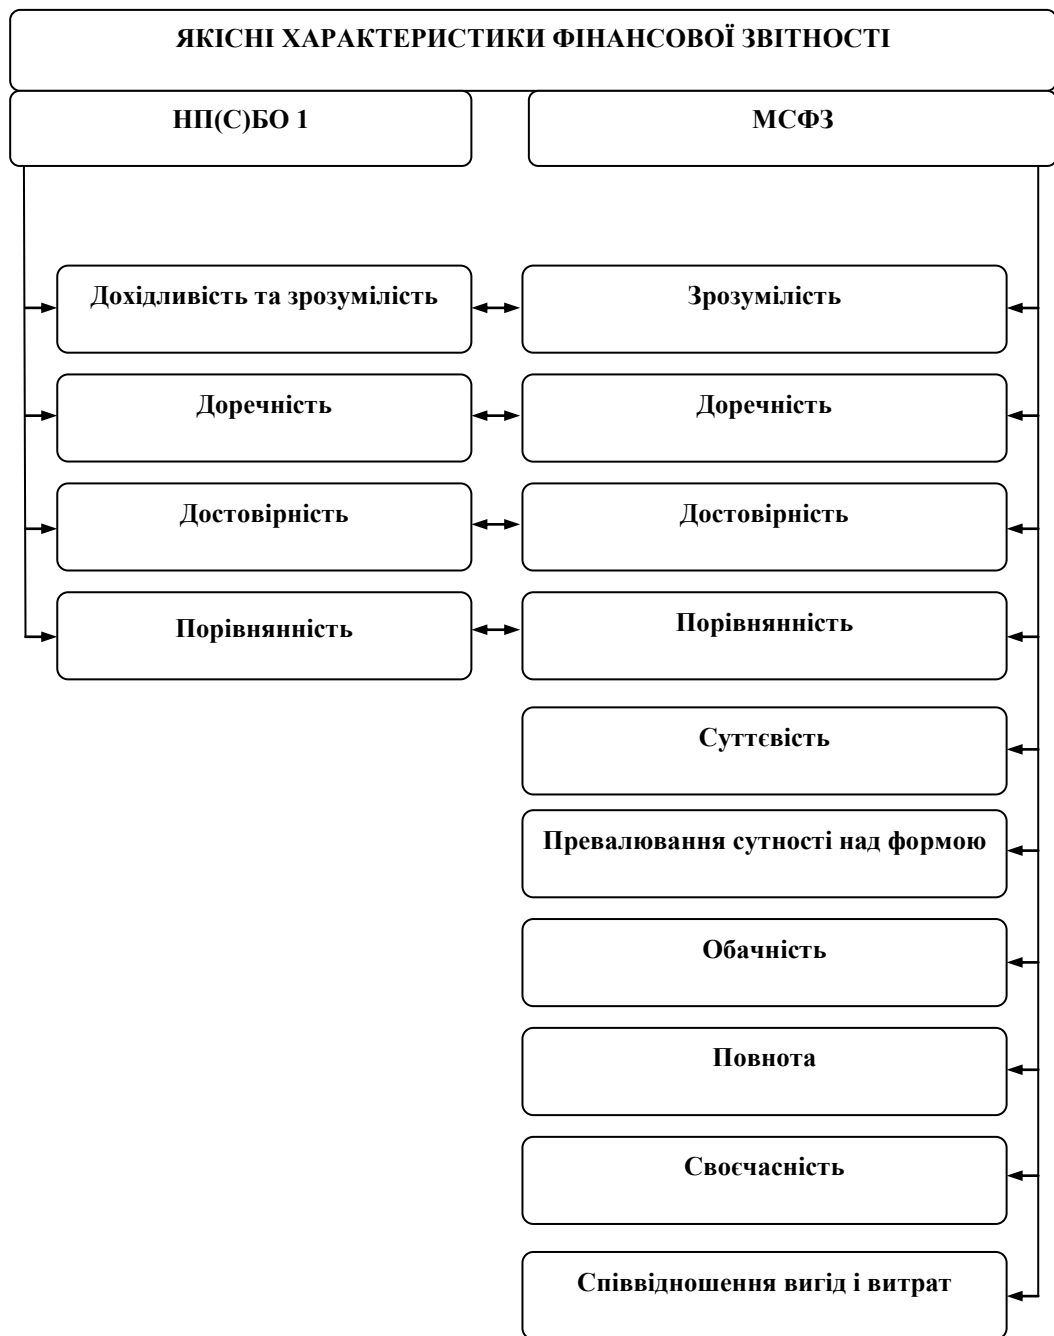 ЯКІСНІ ХАРАКТЕРИСТИКИ ФІНАНСОВОЇ ЗВІТНОСТІ
НП(С)БО 1
МСФЗ
Дохідливість та зрозумілість
Зрозумілість
Доречність
Доречність
Достовірність
Достовірність
Порівнянність
Порівнянність
Суттєвість
Превалювання сутності над формою
Обачність
Повнота
Своєчасність
Співвідношення вигід і витрат